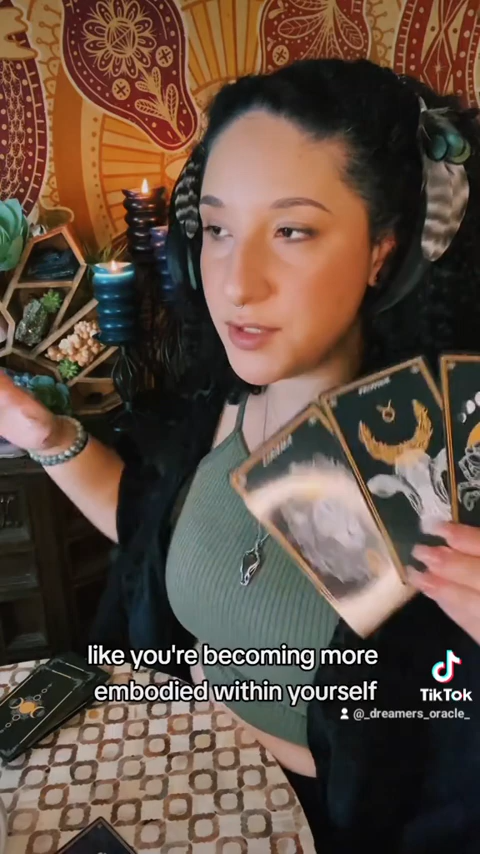 like you're becoming more
embodied within yourself
TikTok
@_dreamers_oracle_